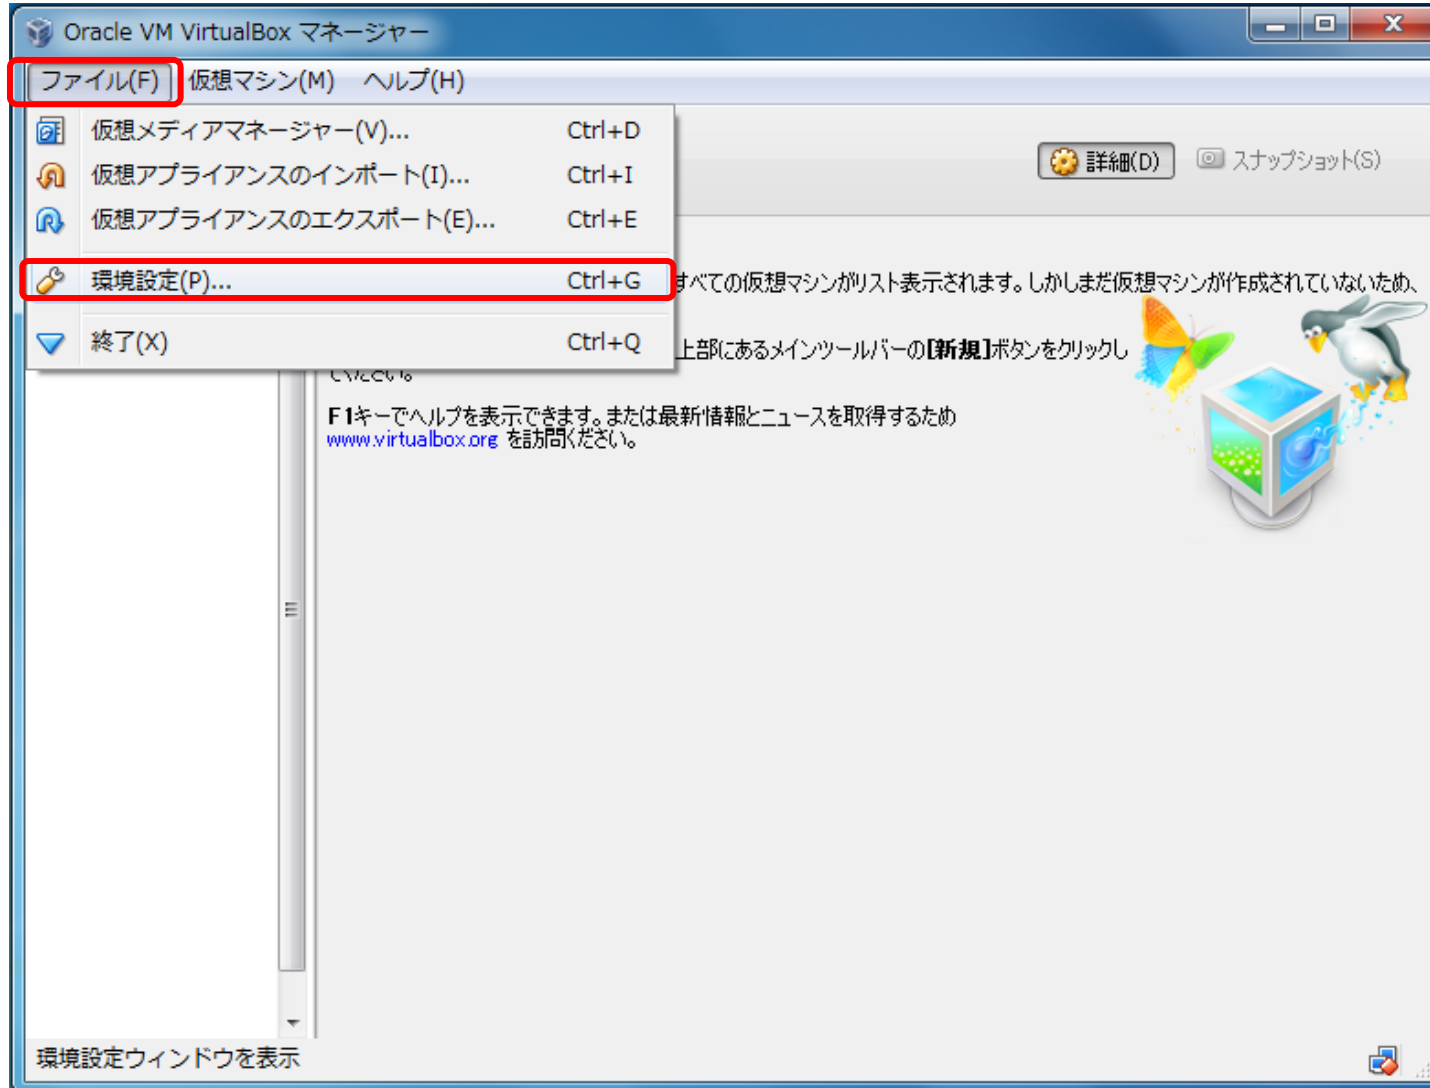 Oracle VM VirtualBox マネージャー
ファイル(F) 仮想マシン(M) ヘルプ(H)
仮想メディアマネージャー(V)... Ctrl+D
仮想アプライアンスのインポート(I)... Ctrl+I
仮想アプライアンスのエクスポート(E)... Ctrl+E
環境設定(P)... Ctrl+G
終了(X) Ctrl+Q
詳細(D) スナップショット(S)
すべての仮想マシンがリスト表示されます。しかしまだ仮想マシンが作成されていないため、
上部にあるメインツールバーの[新規]ボタンをクリックし
ください。
F1キーでヘルプを表示できます。または最新情報とニュースを取得するため
www.virtualbox.org を訪問ください。
環境設定ウィンドウを表示